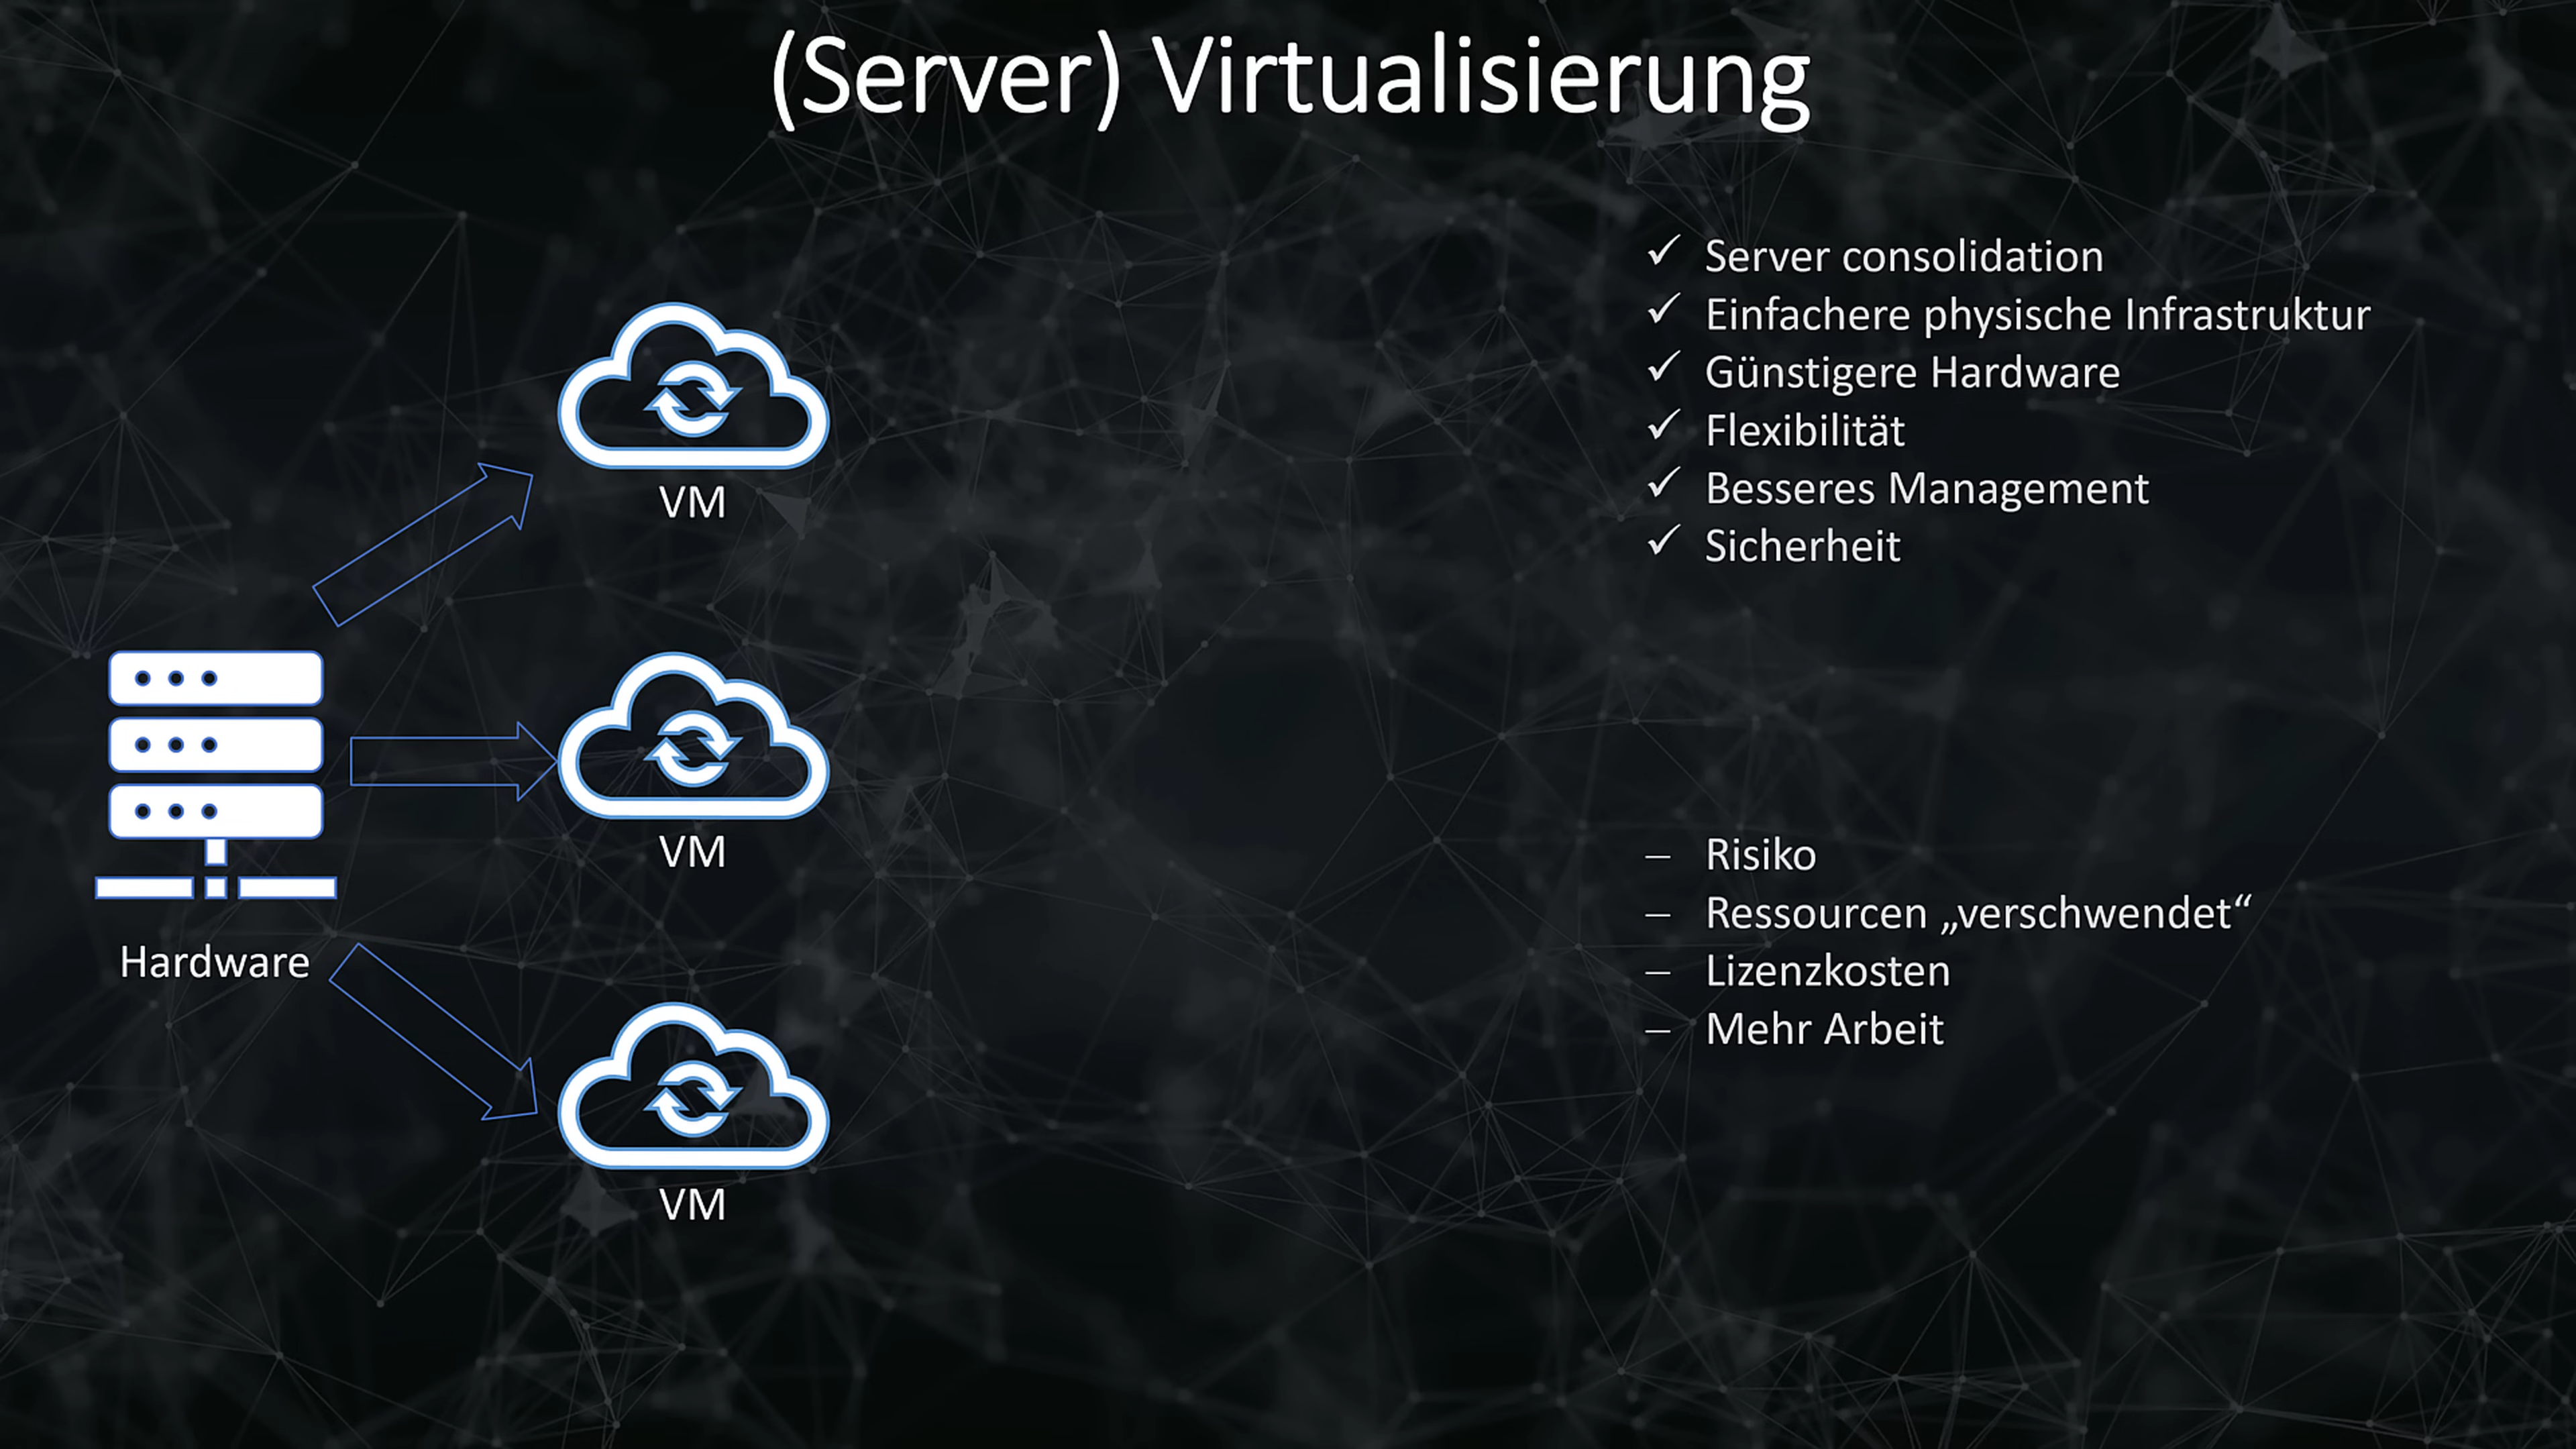 (Server) Virtualisierung
VM
VM
VM
Hardware
Server consolidation
Einfachere physische Infrastruktur
Günstigere Hardware
Flexibilität
Besseres Management
Sicherheit
Risiko
Ressourcen „verschwendet“
Lizenzkosten
Mehr Arbeit